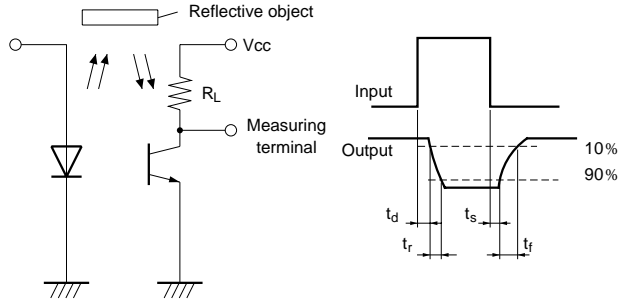 Reflective object
Vcc
RL
Measuring
terminal
Input
Output
10%
90%
td
ts
tr
tf